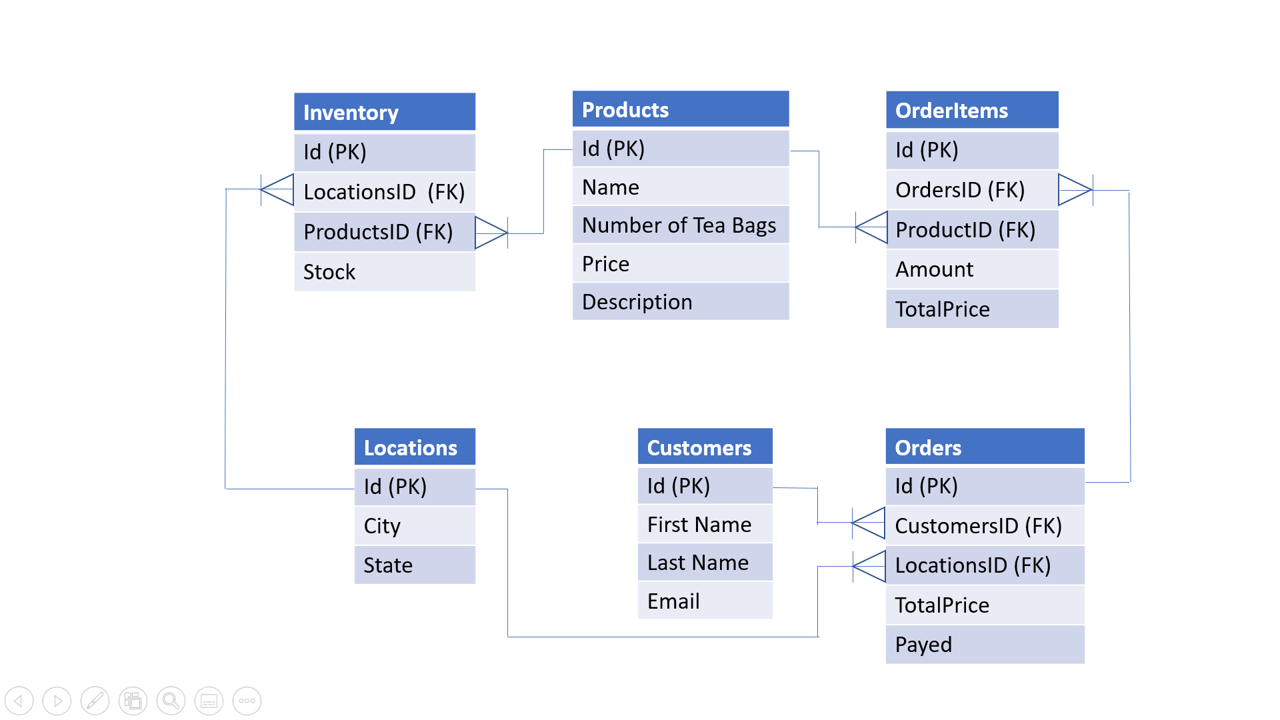 Inventory
Id (PK)
LocationsID (FK)
ProductsID (FK)
Stock
Products
Id (PK)
Name
Number of Tea Bags
Price
Description
OrderItems
Id (PK)
OrdersID (FK)
ProductID (FK)
Amount
TotalPrice
Locations
Id (PK)
City
State
Customers
Id (PK)
First Name
Last Name
Email
Orders
Id (PK)
CustomersID (FK)
LocationsID (FK)
TotalPrice
Payed